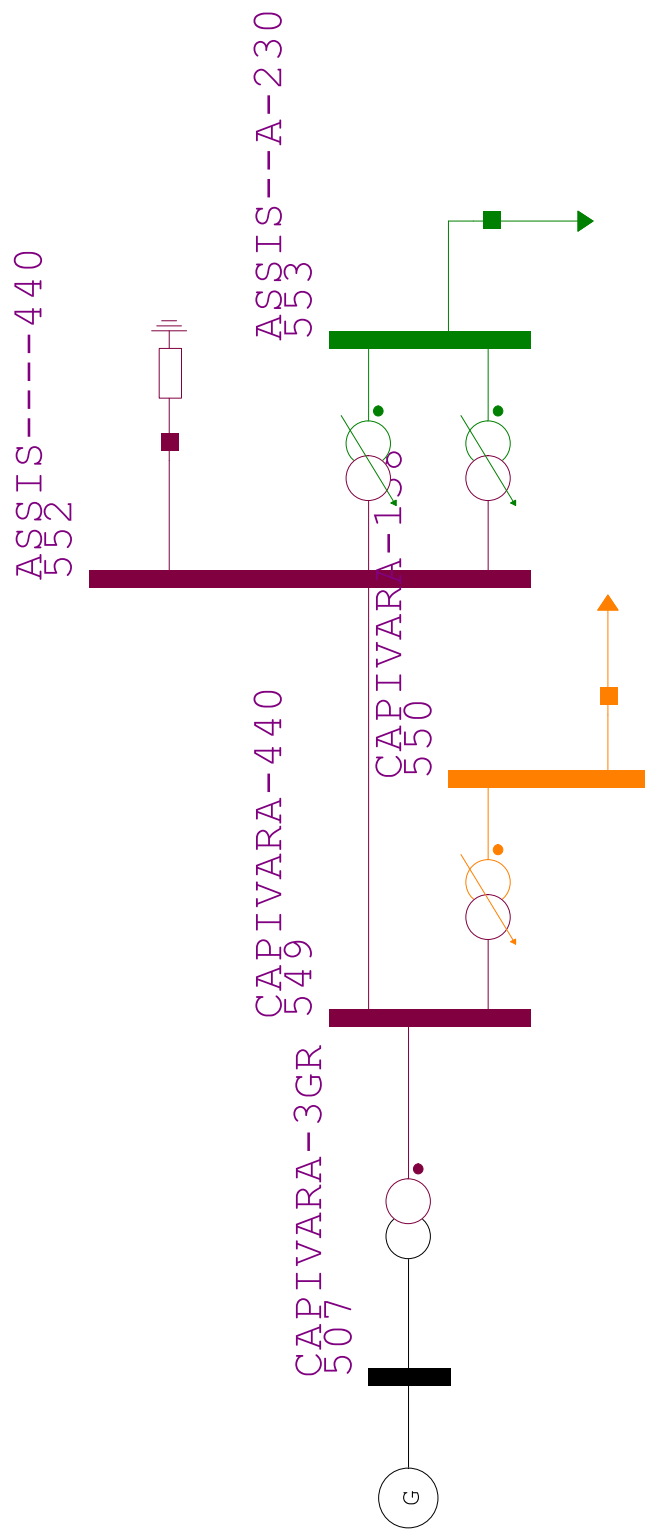 ASSIS----440
552
ASSIS--A-230
553
CAPIVARA-138
550
CAPIVARA-440
549
CAPIVARA-3GR
507
G